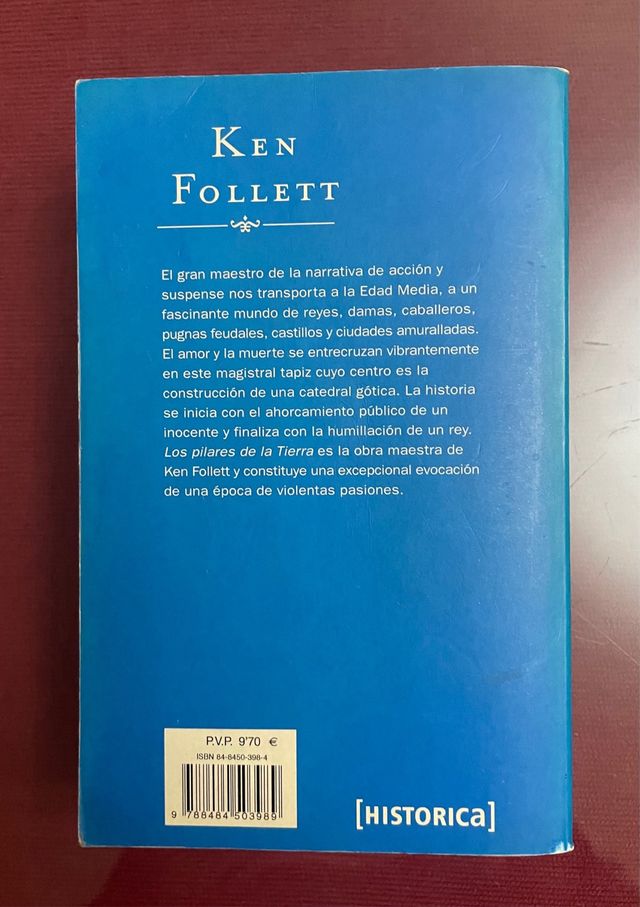 KEN
FOLLETT
El gran maestro de la narrativa de acción y
suspense nos transporta a la Edad Media, a un
fascinante mundo de reyes, damas, caballeros,
pugnas feudales, castillos y ciudades amuralladas.
El amor y la muerte se entrecruzan vibrantemente
en este magistral tapiz cuyo centro es la
construcción de una catedral gótica. La historia
se inicia con el ahorcamiento público de un
inocente y finaliza con la humillación de un rey.
Los pilares de la Tierra es la obra maestra de
Ken Follett y constituye una excepcional evocación
de una época de violentas pasiones.
P.V.P. 9'70 €
ISBN 84-8450-398-4
9 788484 503989
[HISTORICa]